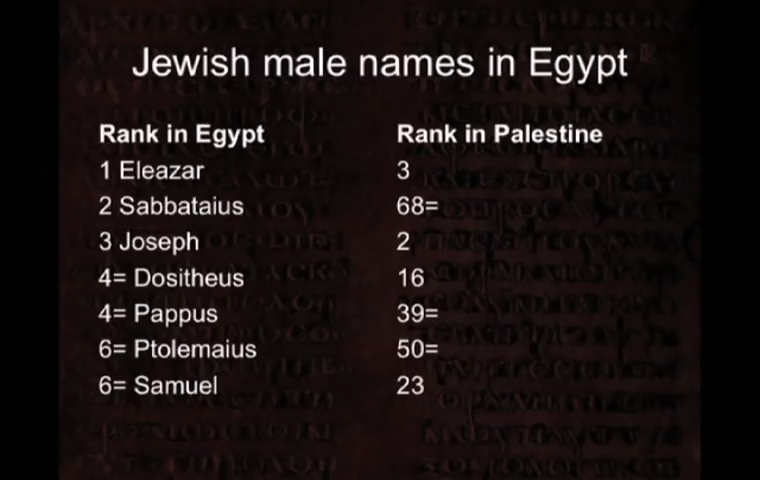 Jewish male names in Egypt
Rank in Egypt Rank in Palestine
1 Eleazar 3
2 Sabbataius 68=
3 Joseph 2
4= Dositheus 16
4= Pappus 39=
6= Ptolemaius 50=
6= Samuel 23